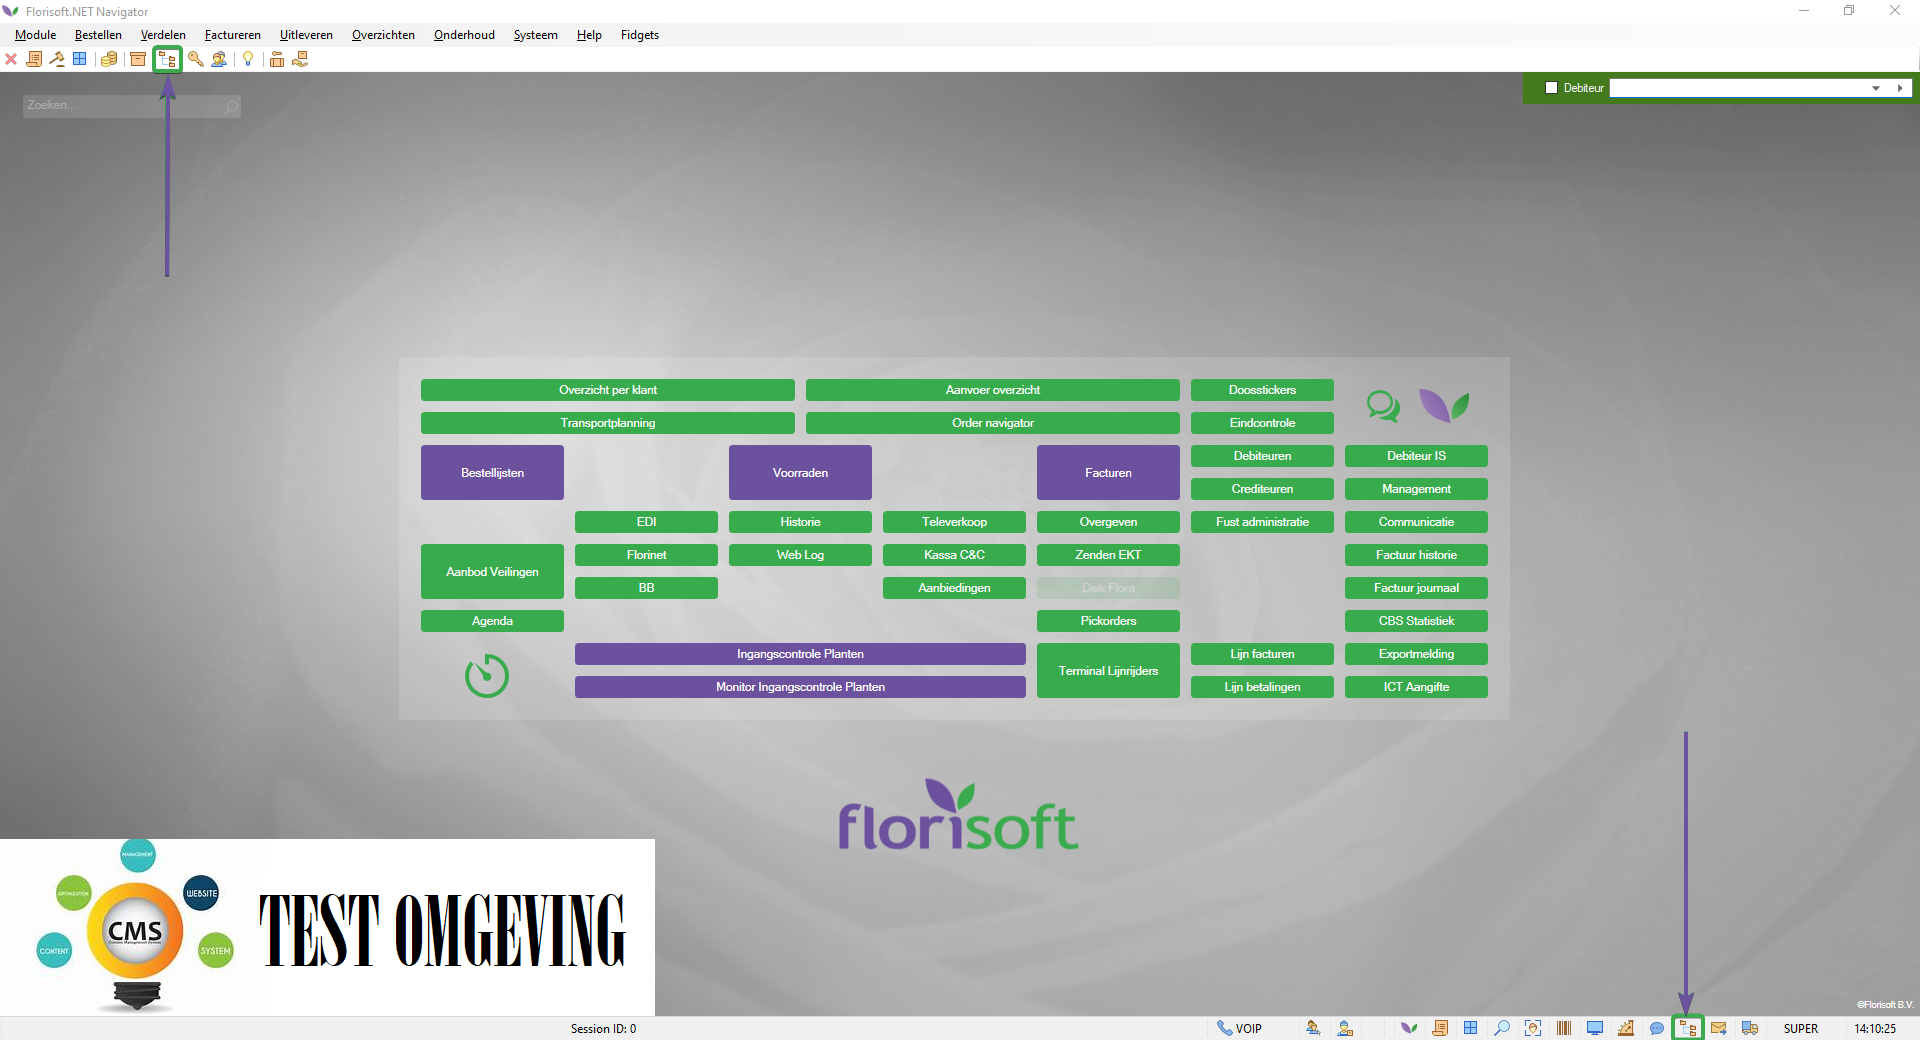 Florisoft.NET Navigator
Module Bestellen Verdelen Factureren Uitleveren Overzichten Onderhoud Systeem Help Fidgets
Zoeken...
Debiteur
Overzicht per klant Aanvoer overzicht Doosstickers
Transportplanning Order navigator Eindcontrole
Bestellijsten Voorraden Facturen Debiteuren Debiteur IS
Crediteuren Management
EDI Historie Televerkoop Overgeven Fust administratie Communicatie
Aanbod Veilingen Florinet Web Log Kassa C&C Zenden EKT Factuur historie
BB Aanbiedingen Disk Flora Factuur journaal
Agenda Pickorders CBS Statistiek
Ingangscontrole Planten Terminal Lijnrijders Lijn facturen Exportmelding
Monitor Ingangscontrole Planten Lijn betalingen ICT Aangifte
florisoft
MANAGEMENT
OPTIMIZATION
WEBSITE
CMS
Content Management System
CONTENT
SYSTEM
TEST OMGEVING
©Florisoft B.V.
Session ID: 0 VOIP SUPER 14:10:25